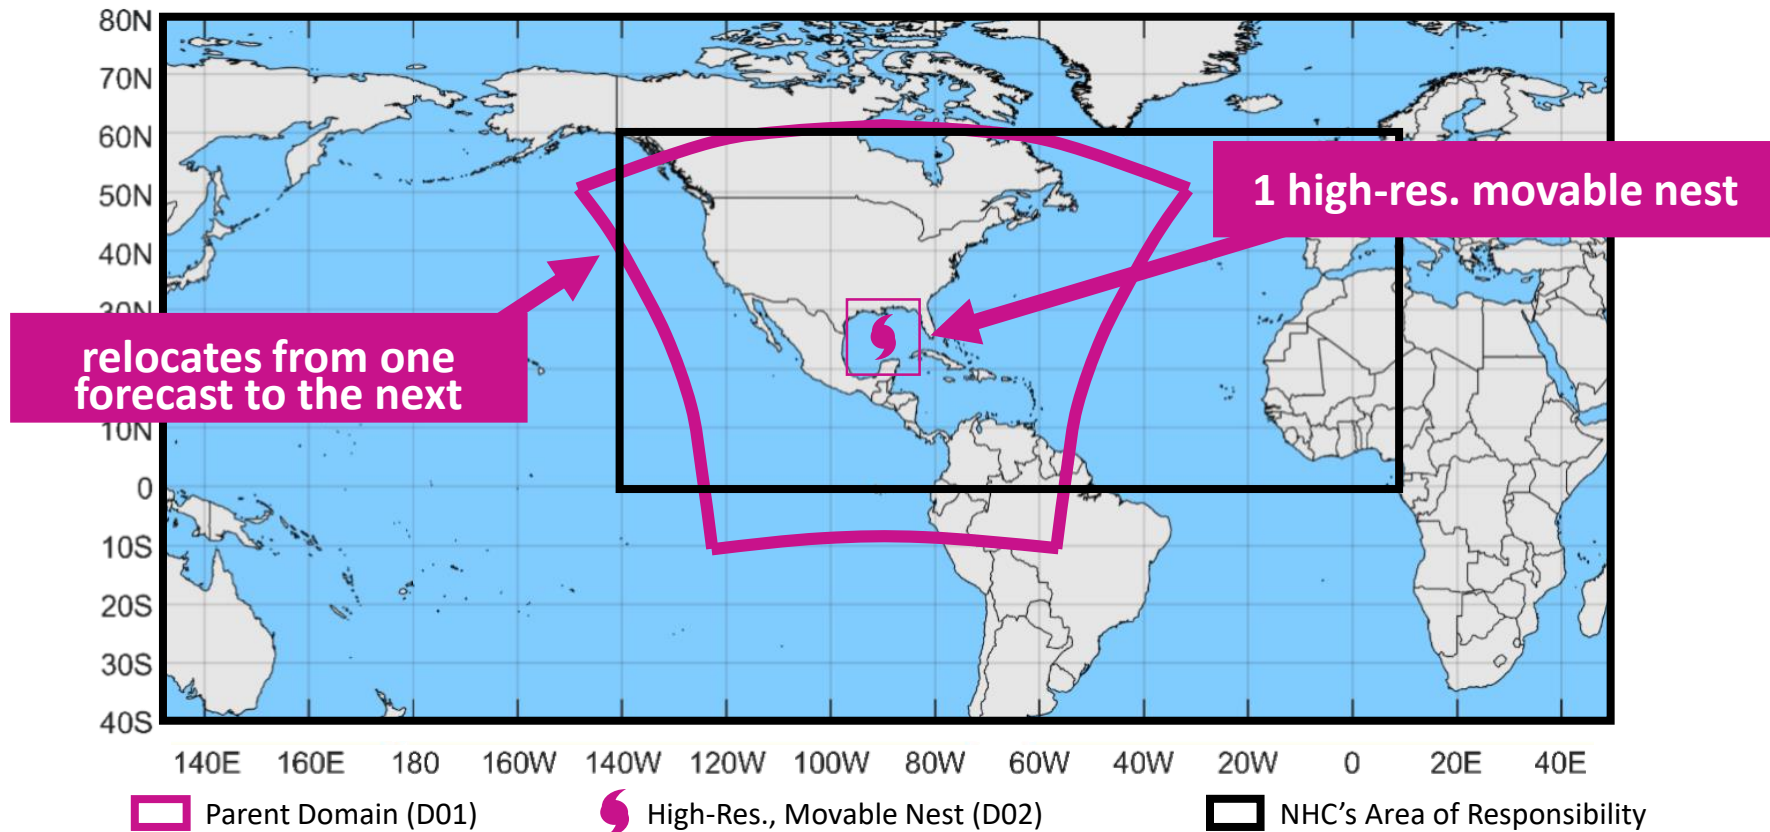 80N
70N
60N
50N
40N
30N
10N
0
10S
20S
30S
40S
1 high-res. movable nest
relocates from one
forecast to the next
140E 160E 180 160W 140W 120W 100W 80W 60W 40W 20W 0 20E 40E
Parent Domain (D01) High-Res., Movable Nest (D02) NHC's Area of Responsibility